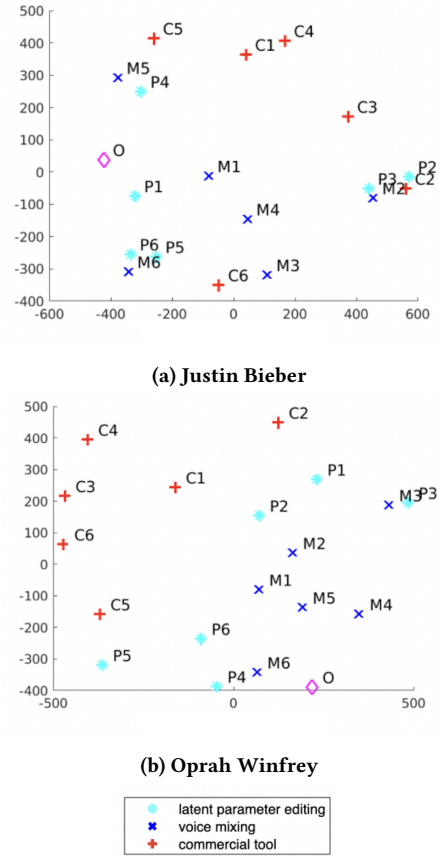 500
C5
C4
400
C1
300
M5
P4
C3
200
100
O
0
M1
P2
P3
C2
M2
P1
-100
M4
-200
P6
P5
M6
M3
-300
C6
-400
-600
-400
-200
0
200
400
600
(a) Justin Bieber
500
C2
C4
400
300
P1
C1
C3
M3
P3
200
P2
100
C6
M2
0
M1
-100
M5
M4
C5
-200
P6
P5
-300
M6
P4
O
-400
-500
0
500
(b) Oprah Winfrey
latent parameter editing
voice mixing
commercial tool